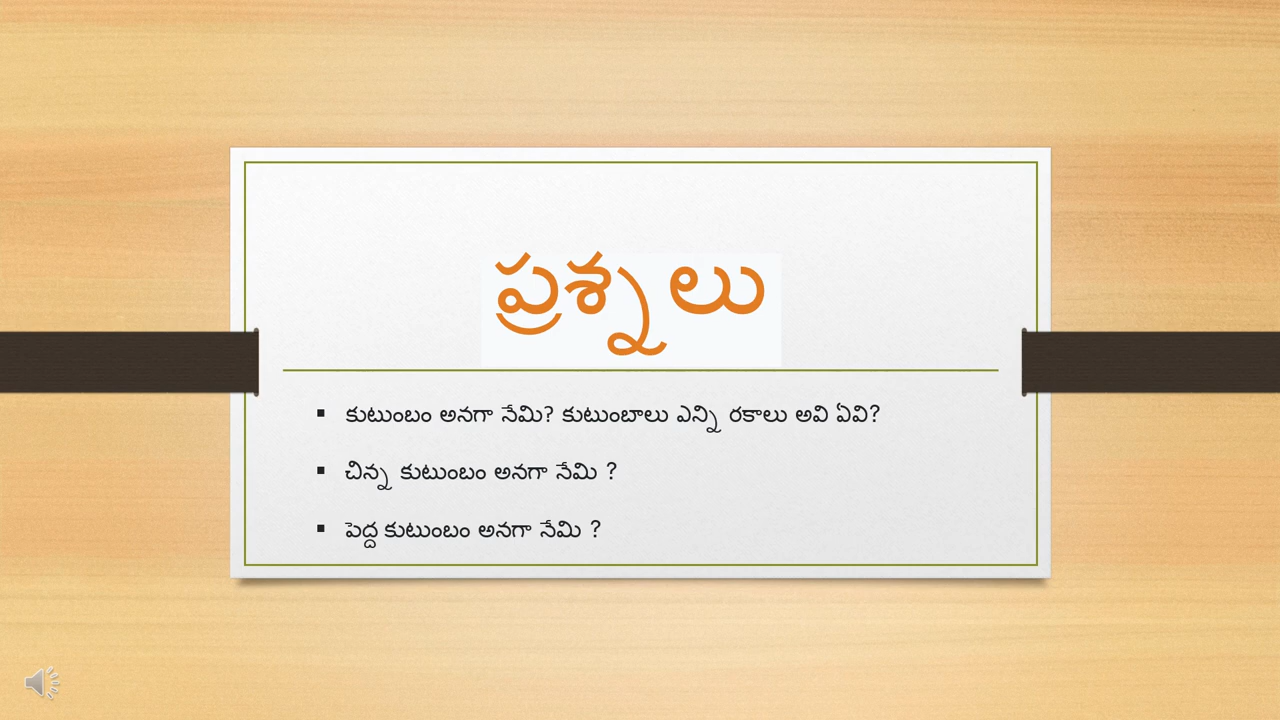 ప్రశ్నలు
▪ కుటుంబం అనగా నేమి? కుటుంబాలు ఎన్ని రకాలు అవి ఏవి?
▪ చిన్న కుటుంబం అనగా నేమి ?
▪ పెద్ద కుటుంబం అనగా నేమి ?